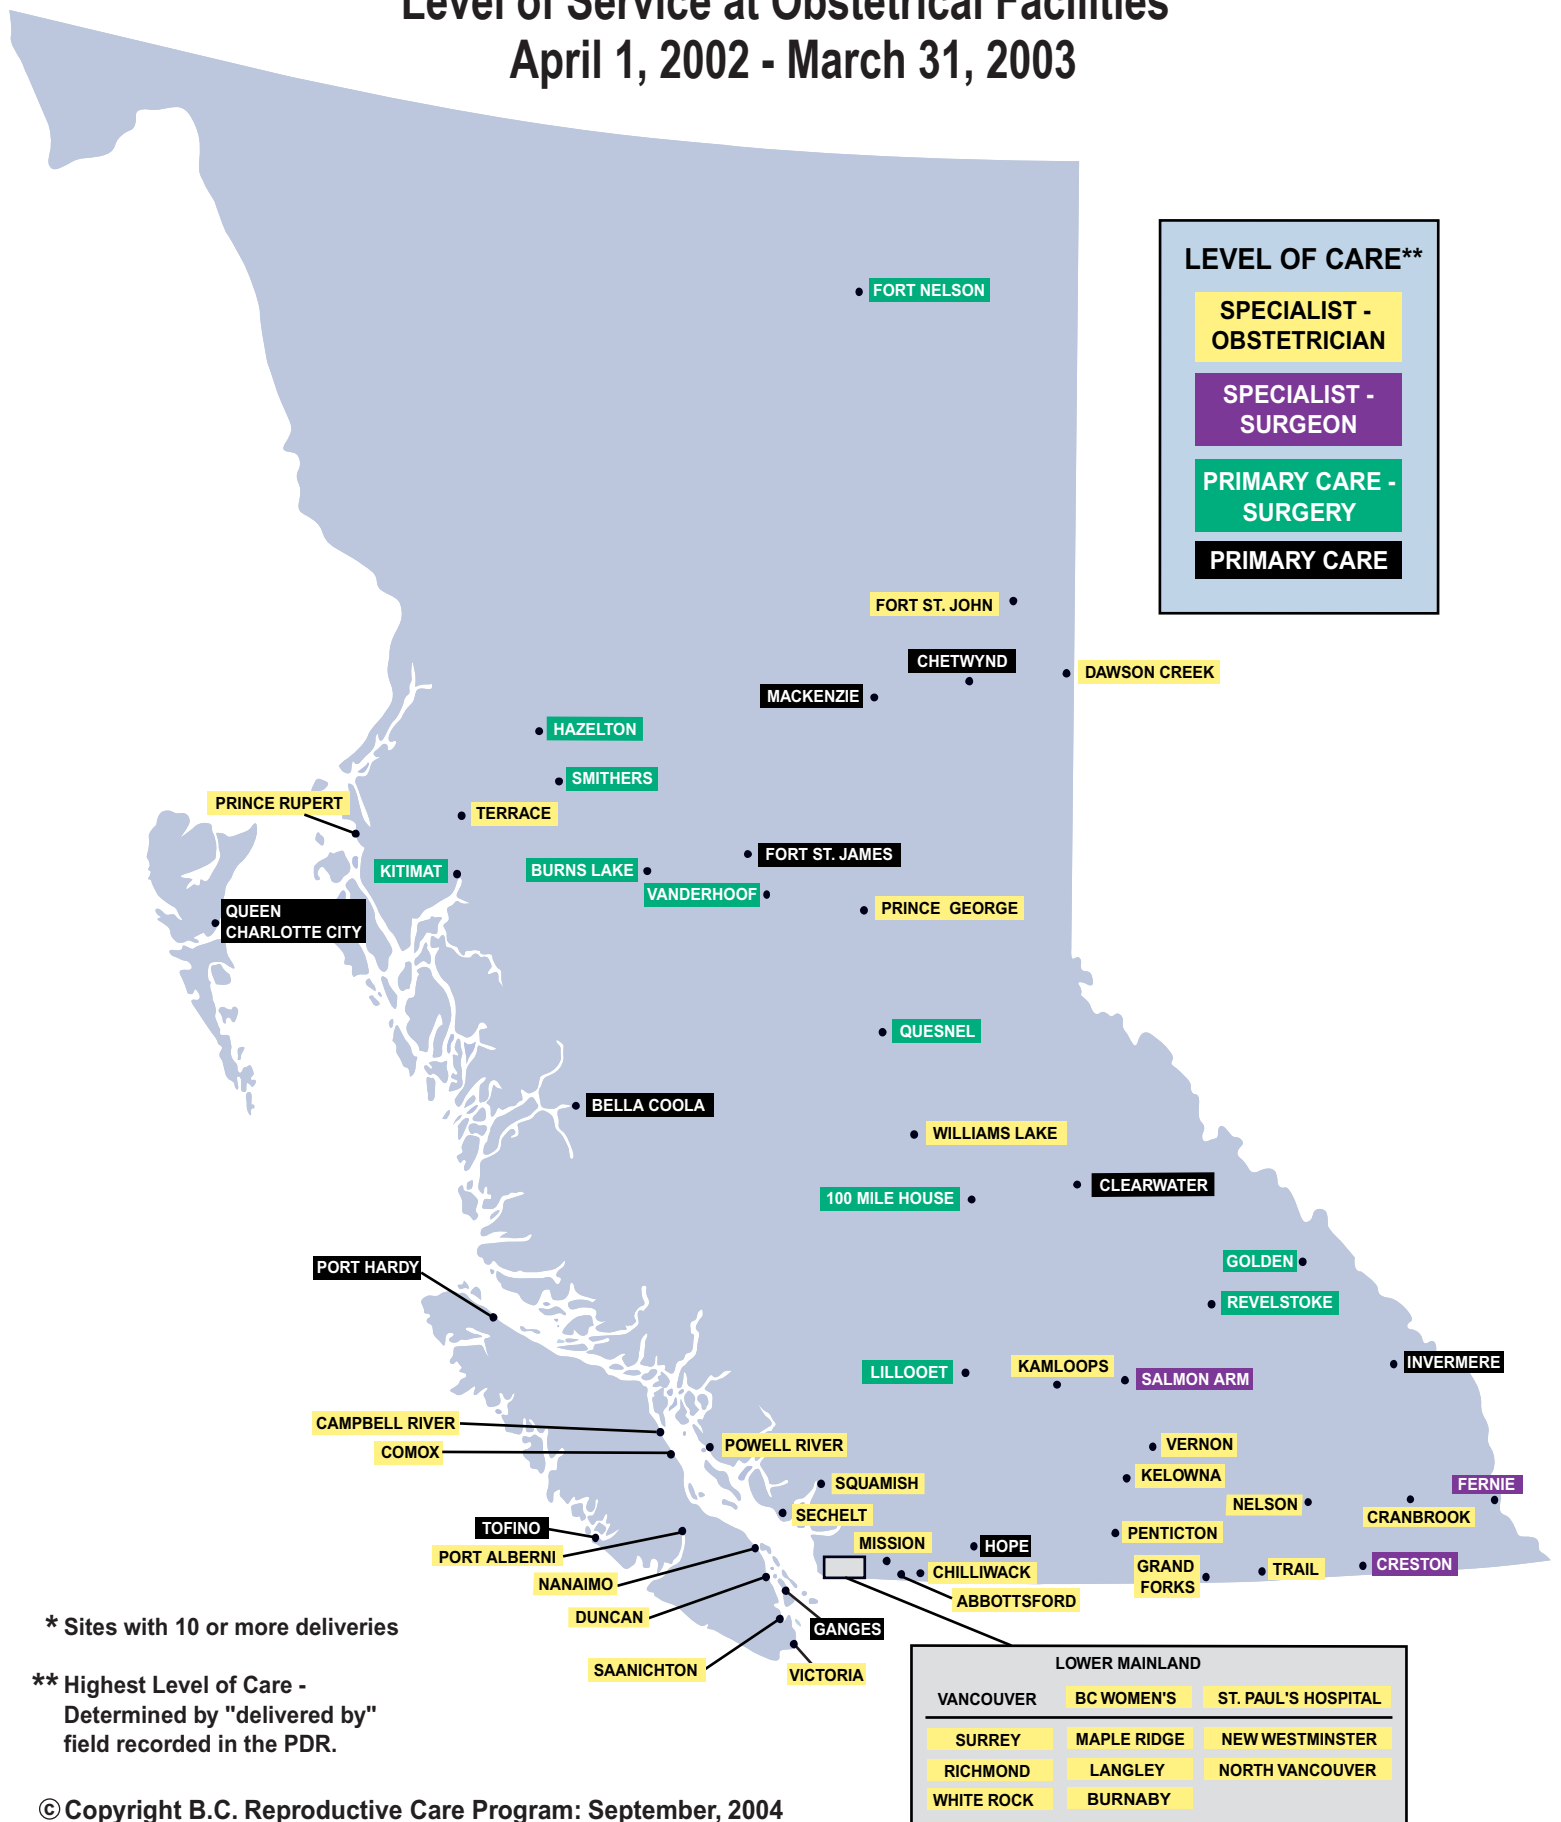 Level of Service at Obstetrical Facilities
April 1, 2002 - March 31, 2003
LEVEL OF CARE**
SPECIALIST -
OBSTETRICIAN
SPECIALIST -
SURGEON
PRIMARY CARE -
SURGERY
PRIMARY CARE
FORT NELSON
FORT ST. JOHN
CHETWYND
DAWSON CREEK
MACKENZIE
HAZELTON
SMITHERS
PRINCE RUPERT
TERRACE
FORT ST. JAMES
KITIMAT
BURNS LAKE
VANDERHOOF
PRINCE GEORGE
QUEEN
CHARLOTTE CITY
QUESNEL
BELLA COOLA
WILLIAMS LAKE
CLEARWATER
100 MILE HOUSE
GOLDEN
PORT HARDY
REVELSTOKE
INVERMERE
LILLOOET
KAMLOOPS
SALMON ARM
CAMPBELL RIVER
COMOX
POWELL RIVER
VERNON
KELOWNA
SQUAMISH
FERNIE
NELSON
CRANBROOK
SECHELT
TOFINO
PENTICTON
MISSION
HOPE
PORT ALBERNI
CHILLIWACK
GRAND
FORKS
TRAIL
CRESTON
NANAIMO
ABBOTTSFORD
DUNCAN
GANGES
SAANICHTON
VICTORIA
* Sites with 10 or more deliveries
** Highest Level of Care -
Determined by "delivered by"
field recorded in the PDR.
LOWER MAINLAND
VANCOUVER BC WOMEN'S ST. PAUL'S HOSPITAL
SURREY MAPLE RIDGE NEW WESTMINSTER
RICHMOND LANGLEY NORTH VANCOUVER
WHITE ROCK BURNABY
© Copyright B.C. Reproductive Care Program: September, 2004